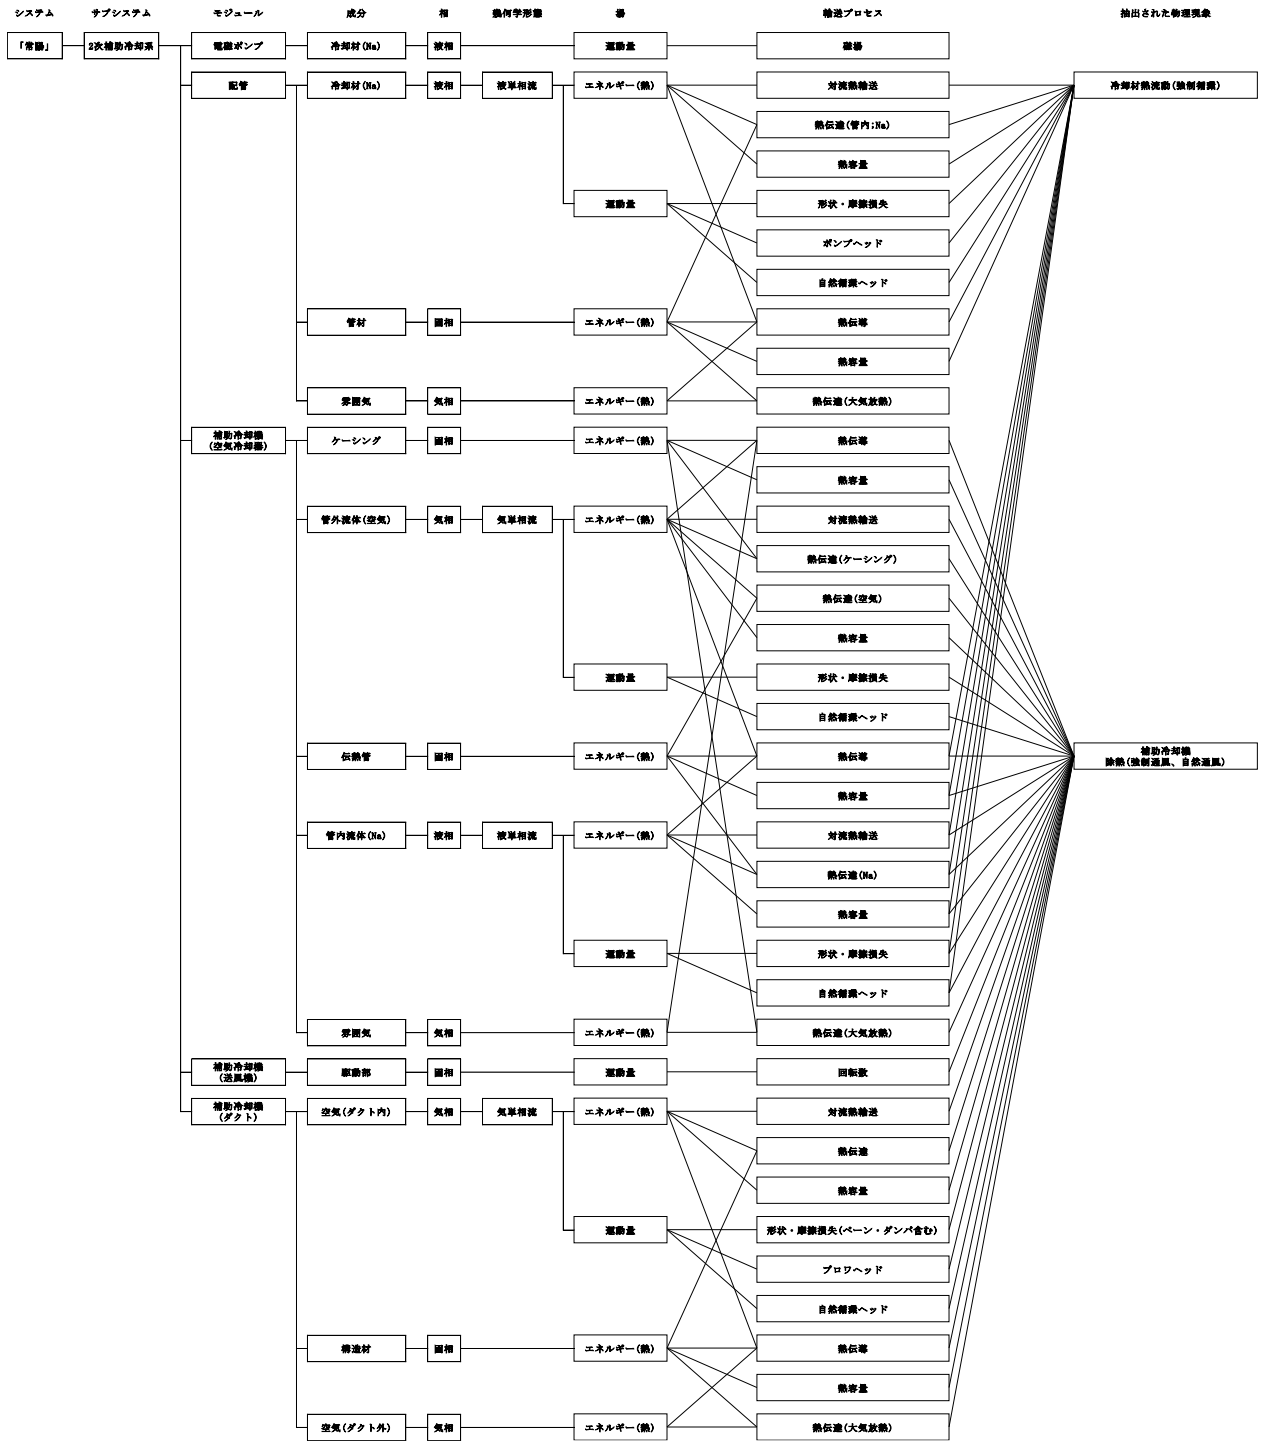 システム サブシステム モジュール 成分 相 幾何学形態 場 輸送プロセス 抽出された物理現象
「常陽」 2次補助冷却系 電磁ポンプ 冷却材(Na) 液相 運動量 磁場
配管 冷却材(Na) 液相 液単相流 エネルギー(熱) 対流熱輸送 冷却材熱流動(強制循環)
熱伝達(管内;Na)
熱容量
運動量 形状・摩擦損失
ポンプヘッド
自然循環ヘッド
管材 固相 エネルギー(熱) 熱伝導
熱容量
雰囲気 気相 エネルギー(熱) 熱伝達(大気放熱)
補助冷却機
(空気冷却器) ケーシング 固相 エネルギー(熱) 熱伝導
熱容量
管外流体(空気) 気相 気単相流 エネルギー(熱) 対流熱輸送
熱伝達(ケーシング)
熱伝達(空気)
熱容量
運動量 形状・摩擦損失
自然循環ヘッド
伝熱管 固相 エネルギー(熱) 熱伝導 補助冷却機
除熱(強制通風、自然通風)
熱容量
管内流体(Na) 液相 液単相流 エネルギー(熱) 対流熱輸送
熱伝達(Na)
熱容量
運動量 形状・摩擦損失
自然循環ヘッド
雰囲気 気相 エネルギー(熱) 熱伝達(大気放熱)
補助冷却機
(送風機) 駆動部 固相 運動量 回転数
補助冷却機
(ダクト) 空気(ダクト内) 気相 気単相流 エネルギー(熱) 対流熱輸送
熱伝達
熱容量
運動量 形状・摩擦損失(ベーン・ダンパ含む)
ブロワヘッド
自然循環ヘッド
構造材 固相 エネルギー(熱) 熱伝導
熱容量
空気(ダクト外) 気相 エネルギー(熱) 熱伝達(大気放熱)